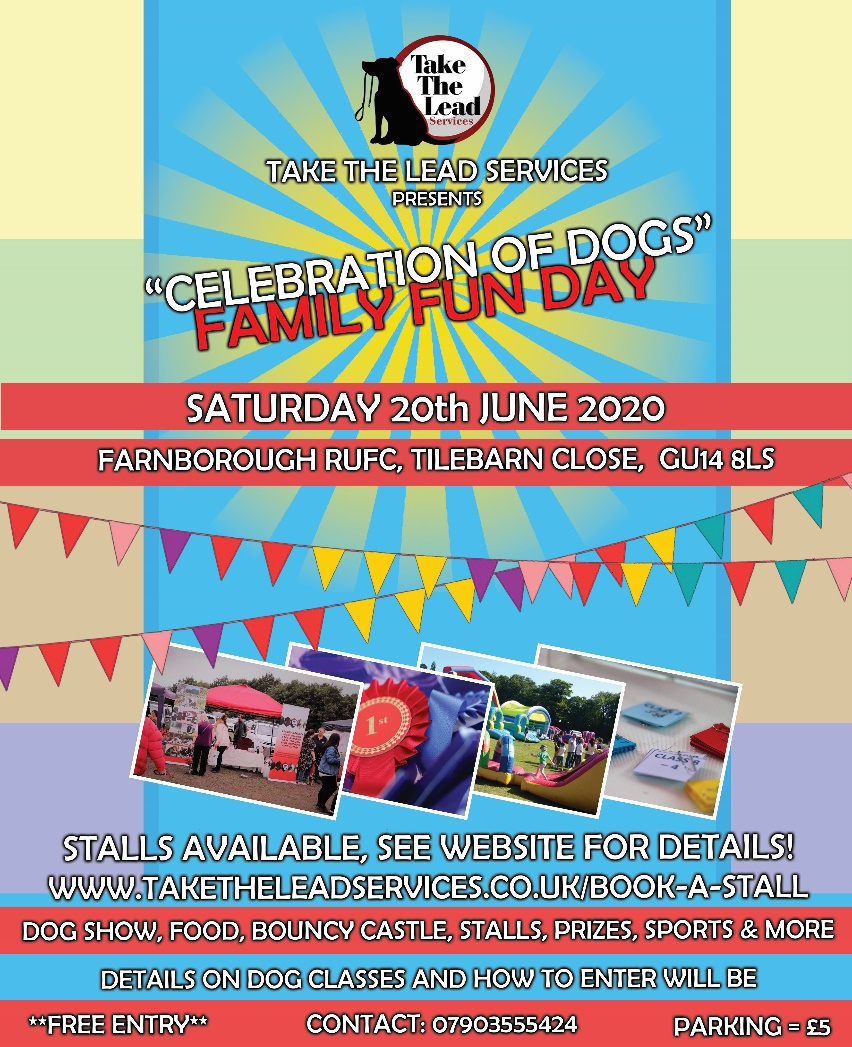 Take
The
Lead
Services
TAKE THE LEAD SERVICES
PRESENTS
“CELEBRATION OF DOGS”
FAMILY FUN DAY
SATURDAY 20th JUNE 2020
FARNBOROUGH RUFC, TILEBARN CLOSE, GU14 8LS
1st
CLASS
4
STALLS AVAILABLE, SEE WEBSITE FOR DETAILS!
WWW.TAKETHELEADSERVICES.CO.UK/BOOK-A-STALL
DOG SHOW, FOOD, BOUNCY CASTLE, STALLS, PRIZES, SPORTS & MORE
DETAILS ON DOG CLASSES AND HOW TO ENTER WILL BE
**FREE ENTRY** CONTACT: 07903555424 PARKING = £5